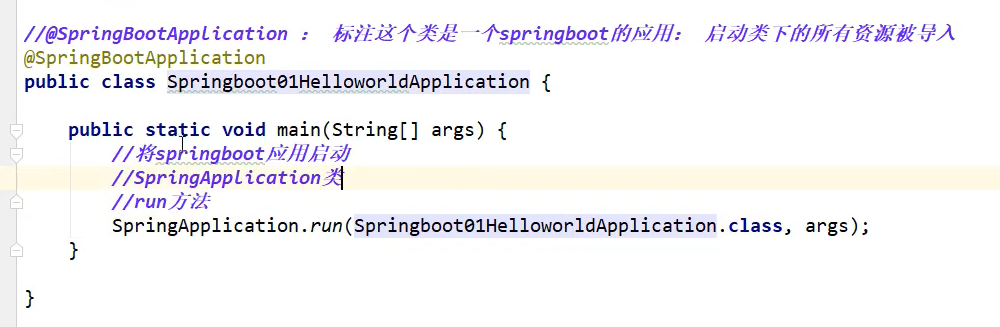 //@SpringBootApplication : 标注这个类是一个springboot的应用: 启动类下的所有资源被导入
@SpringBootApplication
public class Springboot01HelloworldApplication {
public static void main(String[] args) {
//将springboot应用启动
//SpringApplication类
//run方法
SpringApplication.run(Springboot01HelloworldApplication.class, args);
}
}